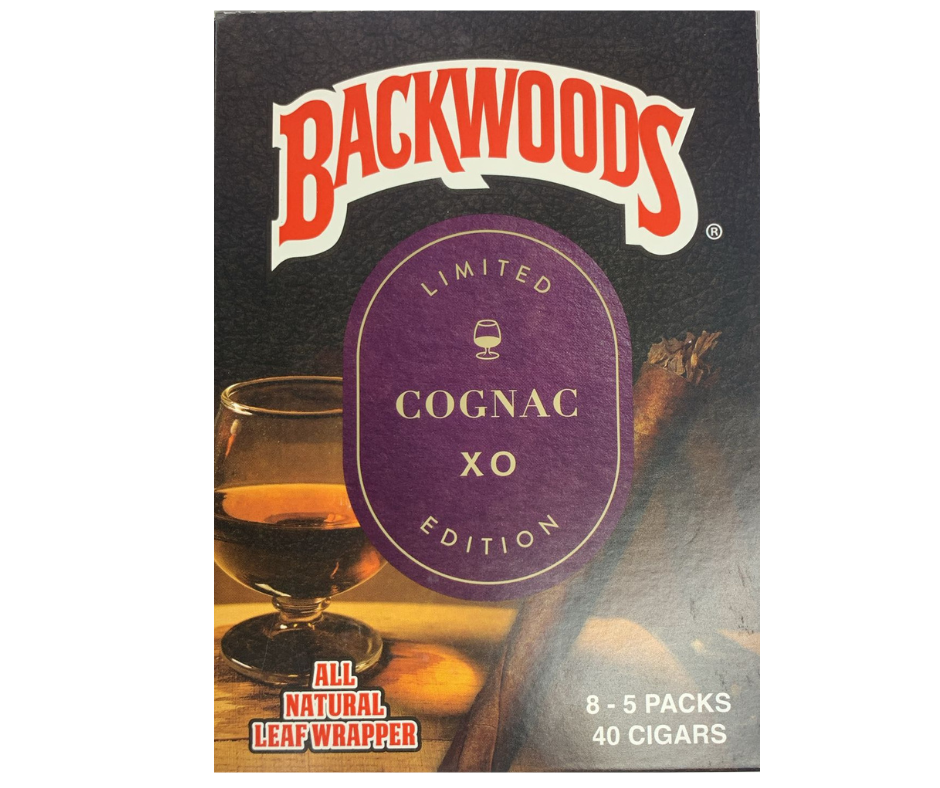 BACKWOODS®
LIMITED
COGNAC
XO
EDITION
ALL
NATURAL
LEAF WRAPPER
8 - 5 PACKS
40 CIGARS